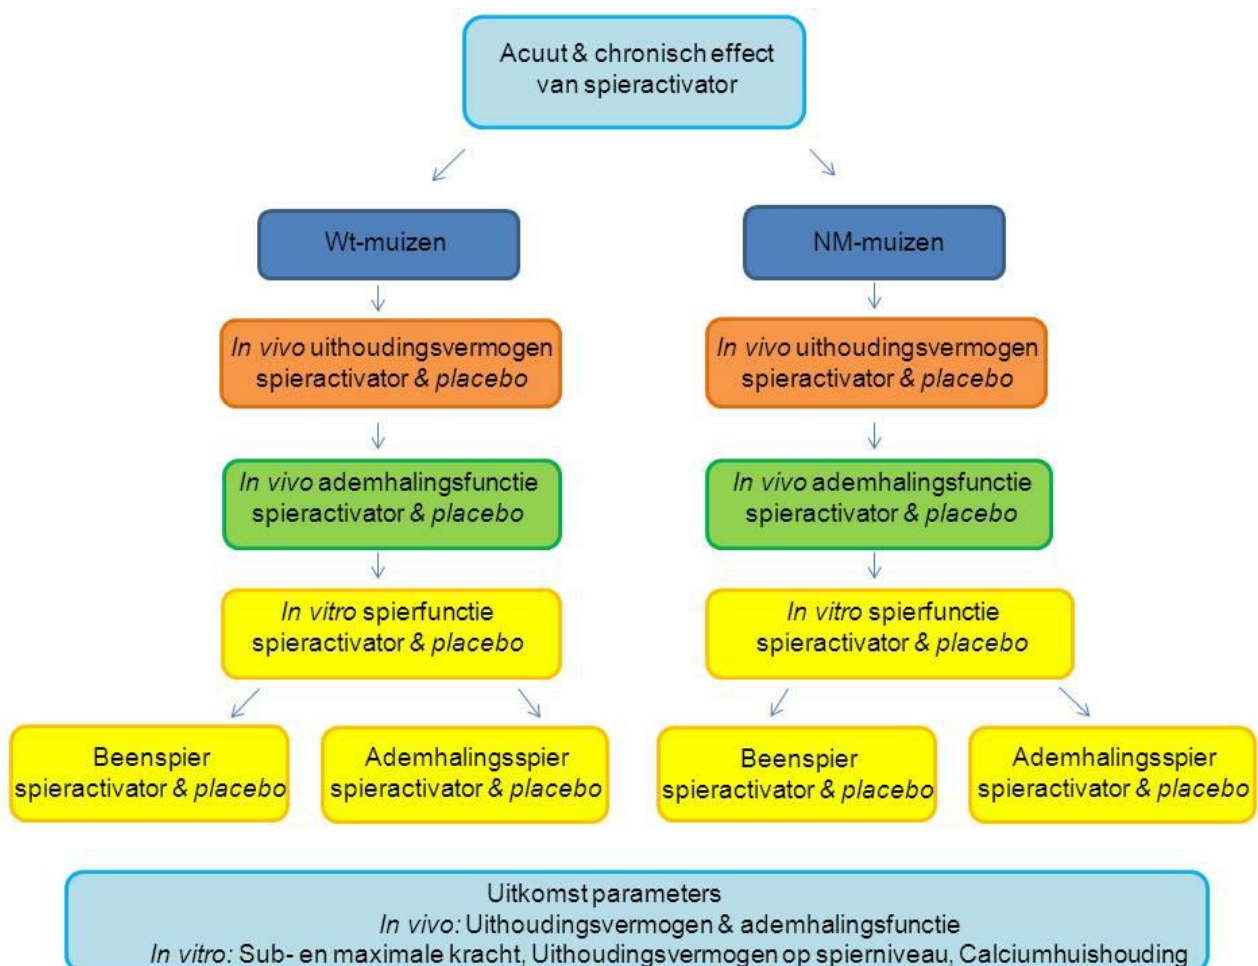 Acuut & chronisch effect
van spieractivator
Wt-muizen
NM-muizen
In vivo uithoudingsvermogen
spieractivator & placebo
In vivo uithoudingsvermogen
spieractivator & placebo
In vivo ademhalingsfunctie
spieractivator & placebo
In vivo ademhalingsfunctie
spieractivator & placebo
In vitro spierfunctie
spieractivator & placebo
In vitro spierfunctie
spieractivator & placebo
Beenspier
spieractivator & placebo
Ademhalingsspier
spieractivator & placebo
Beenspier
spieractivator & placebo
Ademhalingsspier
spieractivator & placebo
Uitkomst parameters
In vivo: Uithoudingsvermogen & ademhalingsfunctie
In vitro: Sub- en maximale kracht, Uithoudingsvermogen op spierniveau, Calciumhuishouding